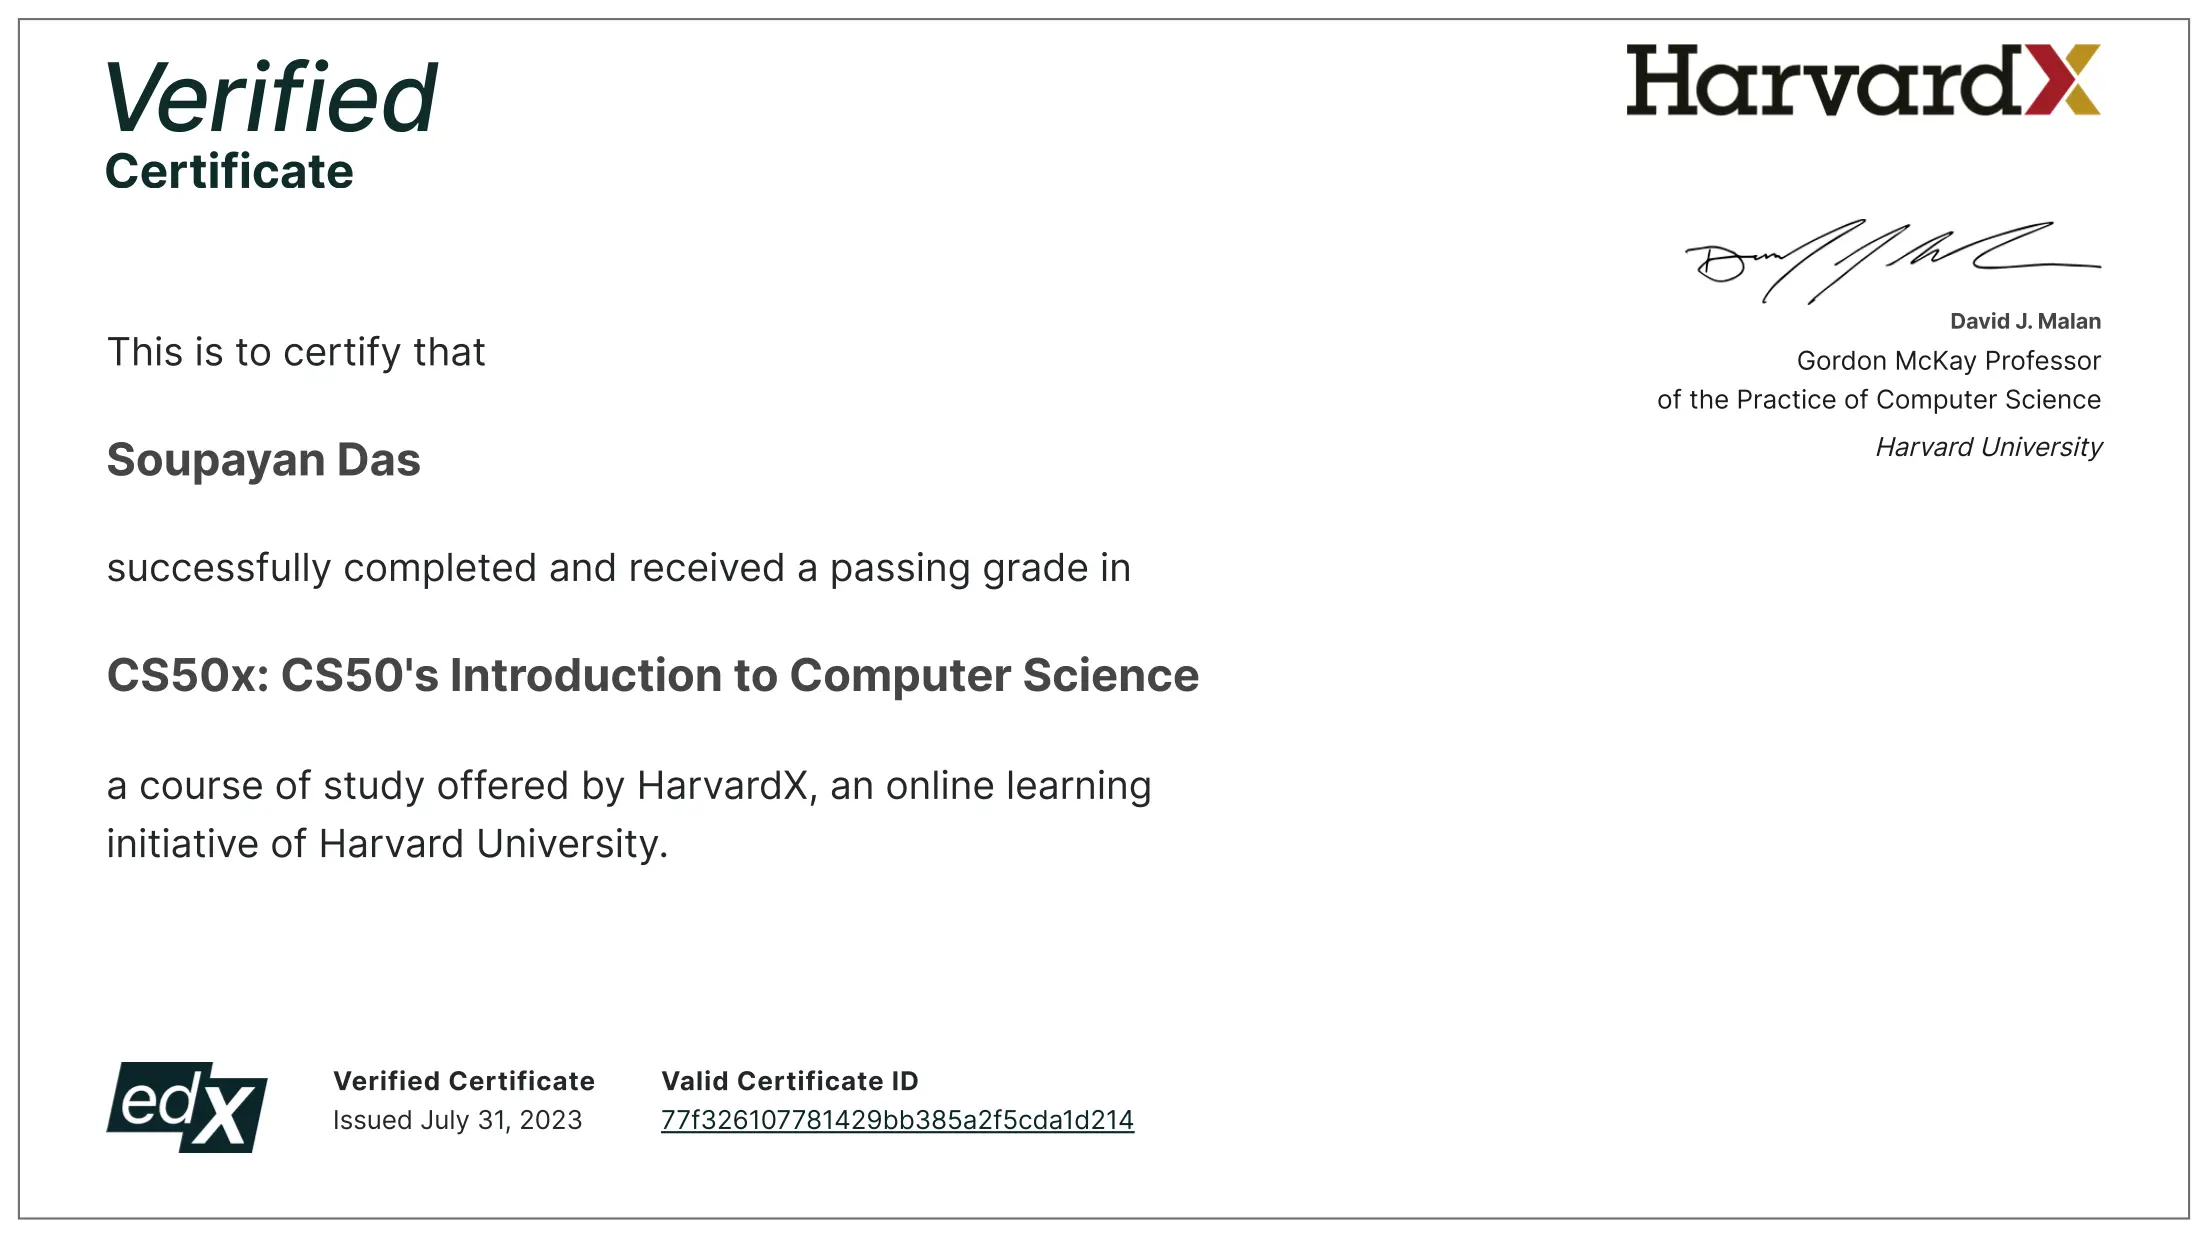 Verified
Certificate
HarvardX
David J. Malan
Gordon McKay Professor
of the Practice of Computer Science
Harvard University
This is to certify that
Soupayan Das
successfully completed and received a passing grade in
CS50x: CS50's Introduction to Computer Science
a course of study offered by HarvardX, an online learning
initiative of Harvard University.
edX
Verified Certificate
Issued July 31, 2023
Valid Certificate ID
77f326107781429bb385a2f5cda1d214